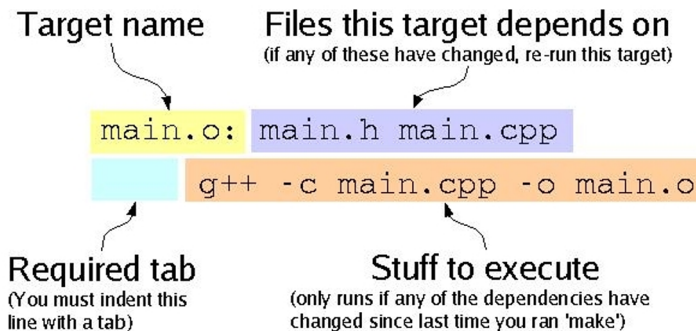 Target name
Files this target depends on
(if any of these have changed, re-run this target)
main.o: main.h main.cpp
g++ -c main.cpp -o main.o
Required tab
(You must indent this
line with a tab)
Stuff to execute
(only runs if any of the dependencies have
changed since last time you ran 'make')